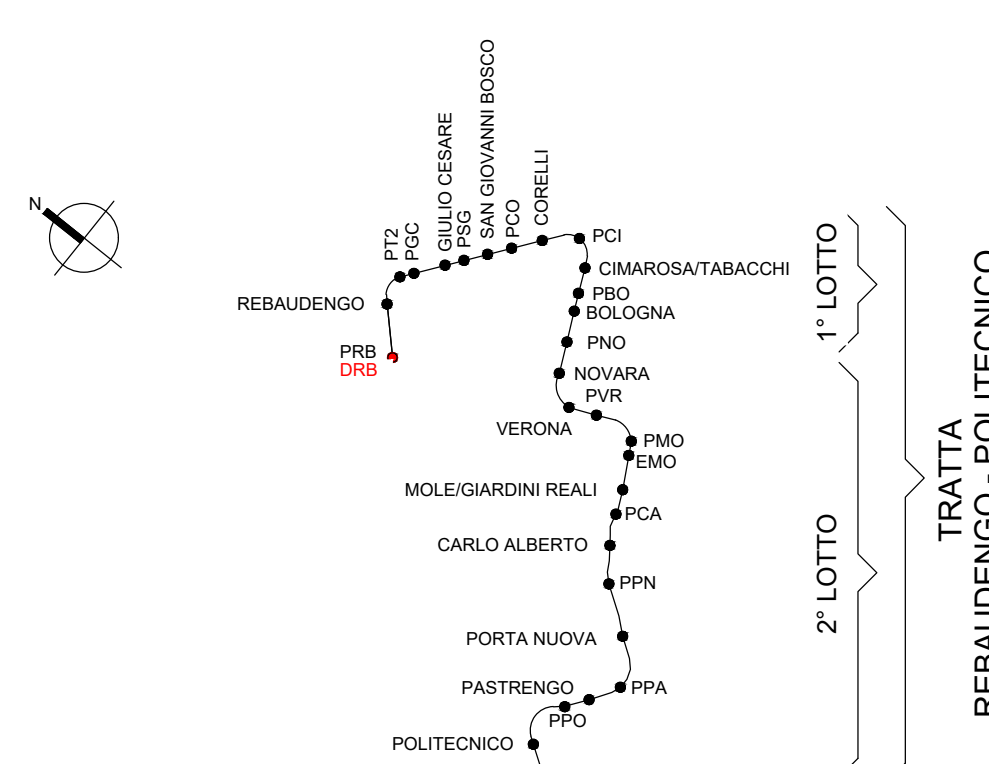 N
PT2
PGC
GIULIO CESARE
PSG
SAN GIOVANNI BOSCO
PCO
CORELLI
PCI
CIMAROSA/TABACCHI
REBAUDENGO
PBO
BOLOGNA
PRB
DRB
PNO
NOVARA
PVR
VERONA
PMO
EMO
MOLE/GIARDINI REALI
PCA
CARLO ALBERTO
PPN
PORTA NUOVA
PASTRENGO
PPA
PPO
POLITECNICO
1° LOTTO
2° LOTTO
TRATTA
REBAUDENGO - POLITECNICO